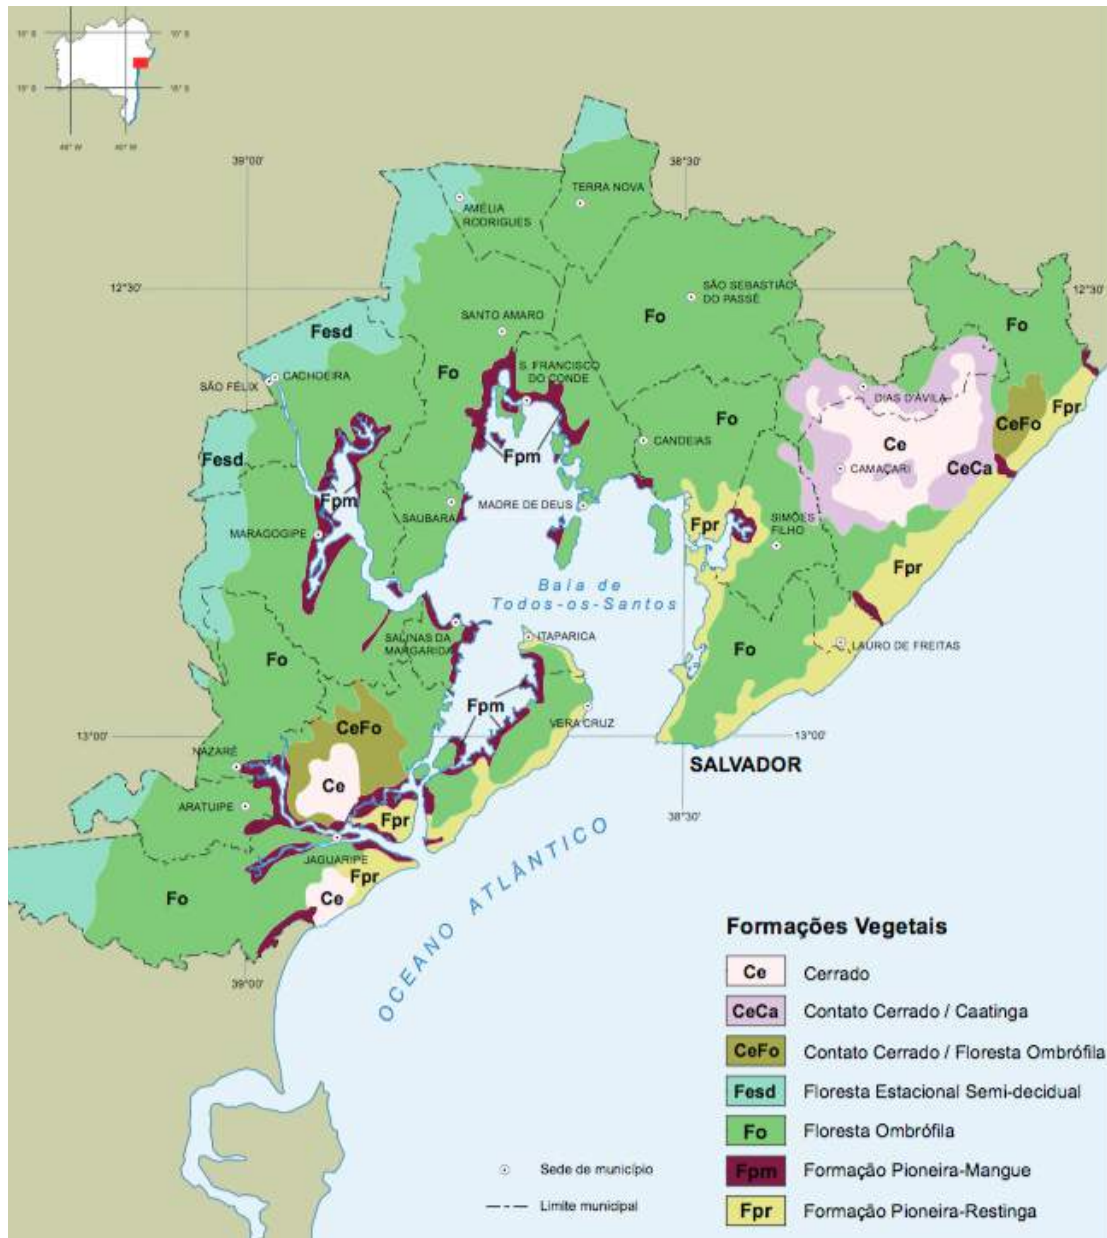 39°00'
38°30'
TERRA NOVA
AMÉLIA
RODRIGUES
12°30'
SÃO SEBASTIÃO
DO PASSÉ
12°30'
SANTO AMARO
Fo
Fo
Fesd
S. FRANCISCO
DO CONDE
Fo
SÃO FÉLIX
CACHOEIRA
DIAS D'ÁVILA
Fpr
Fo
CeFo
CANDEIAS
Ce
Fesd
Fpm
CAMAÇARI
CeCa
Fpm
SAUBARA
MADRE DE DEUS
Fpr
SIMÕES
FILHO
MARAGOGIPE
Fpr
Baía de
Todos-os-Santos
SALINAS DA
MARGARIDA
ITAPARICA
LAURO DE FREITAS
Fo
Fo
Fpm
VERA CRUZ
CeFo
13°00'
13°00'
NAZARÉ
SALVADOR
Ce
ARATUIPE
Fpr
38°30'
JAGUARIPE
Fpr
Fo
Ce
OCEANO ATLÂNTICO
39°00'
Formações Vegetais
Ce Cerrado
CeCa Contato Cerrado / Caatinga
CeFo Contato Cerrado / Floresta Ombrófila
Fesd Floresta Estacional Semi-decidual
Fo Floresta Ombrófila
Fpm Formação Pioneira-Mangue
Fpr Formação Pioneira-Restinga
Sede de município
Limite municipal